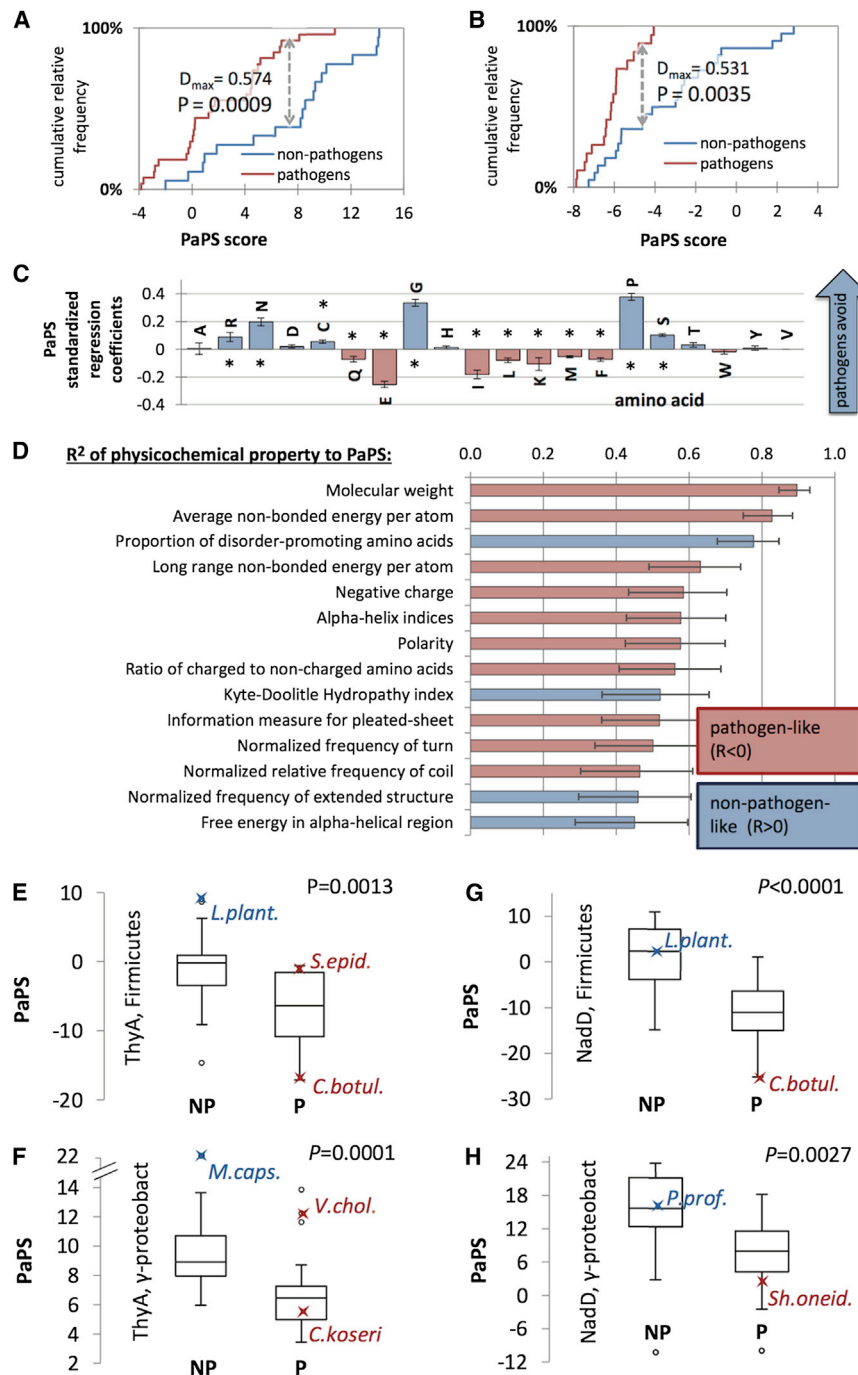 A
100%
cumulative relative
frequency
D max = 0.574
P = 0.0009
non-pathogens
pathogens
0%
-4 0 4 8 12 16
PaPS score
B
100%
cumulative relative
frequency
D max = 0.531
P = 0.0035
non-pathogens
pathogens
0%
-8 -6 -4 -2 0 2 4
PaPS score
C
PaPS
standardized
regression
coefficients
0.4
0.2
0
-0.2
-0.4
A R N D C Q E G H I L K M F P S T W Y V
* * * * * * * * * * * * *
amino acid
pathogens avoid
D
R² of physicochemical property to PaPS:
0.0 0.2 0.4 0.6 0.8 1.0
Molecular weight
Average non-bonded energy per atom
Proportion of disorder-promoting amino acids
Long range non-bonded energy per atom
Negative charge
Alpha-helix indices
Polarity
Ratio of charged to non-charged amino acids
Kyte-Doolitle Hydropathy index
Information measure for pleated-sheet
Normalized frequency of turn
Normalized relative frequency of coil
Normalized frequency of extended structure
Free energy in alpha-helical region
pathogen-like
(R<0)
non-pathogen-
like (R>0)
E
P=0.0013
PaPS
ThyA, Firmicutes
10
0
-10
-20
L.plant.
S.epid.
C.botul.
NP P
G
P<0.0001
PaPS
NadD, Firmicutes
10
0
-10
-20
-30
L.plant.
C.botul.
NP P
F
P=0.0001
PaPS
ThyA, γ-proteobact
22
14
12
10
8
6
4
2
M.caps.
V.chol.
C.koseri
NP P
H
P=0.0027
PaPS
NadD, γ-proteobact
24
18
12
6
0
-6
-12
P.prof.
Sh.oneid.
NP P